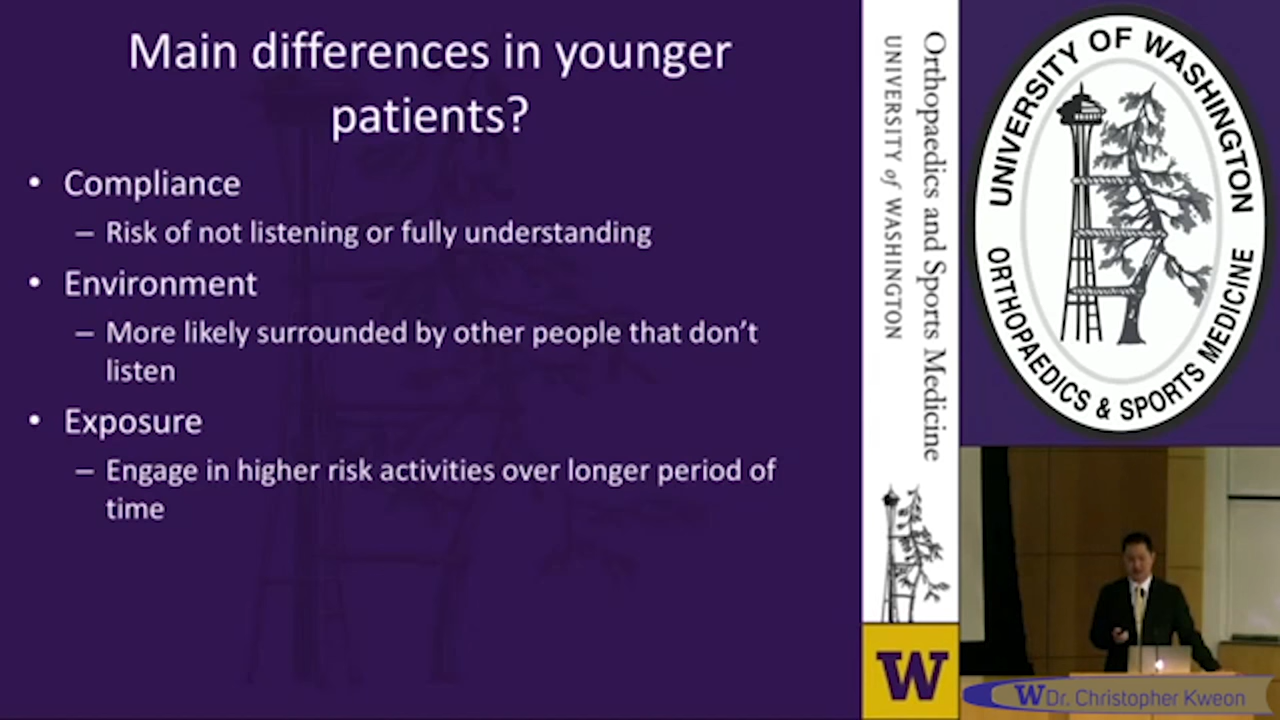 Main differences in younger
patients?
• Compliance
– Risk of not listening or fully understanding
• Environment
– More likely surrounded by other people that don't
listen
• Exposure
– Engage in higher risk activities over longer period of
time
Orthopaedics and Sports Medicine
UNIVERSITY of WASHINGTON
W
UNIVERSITY OF WASHINGTON
ORTHOPAEDICS & SPORTS MEDICINE
W Dr. Christopher Kweon